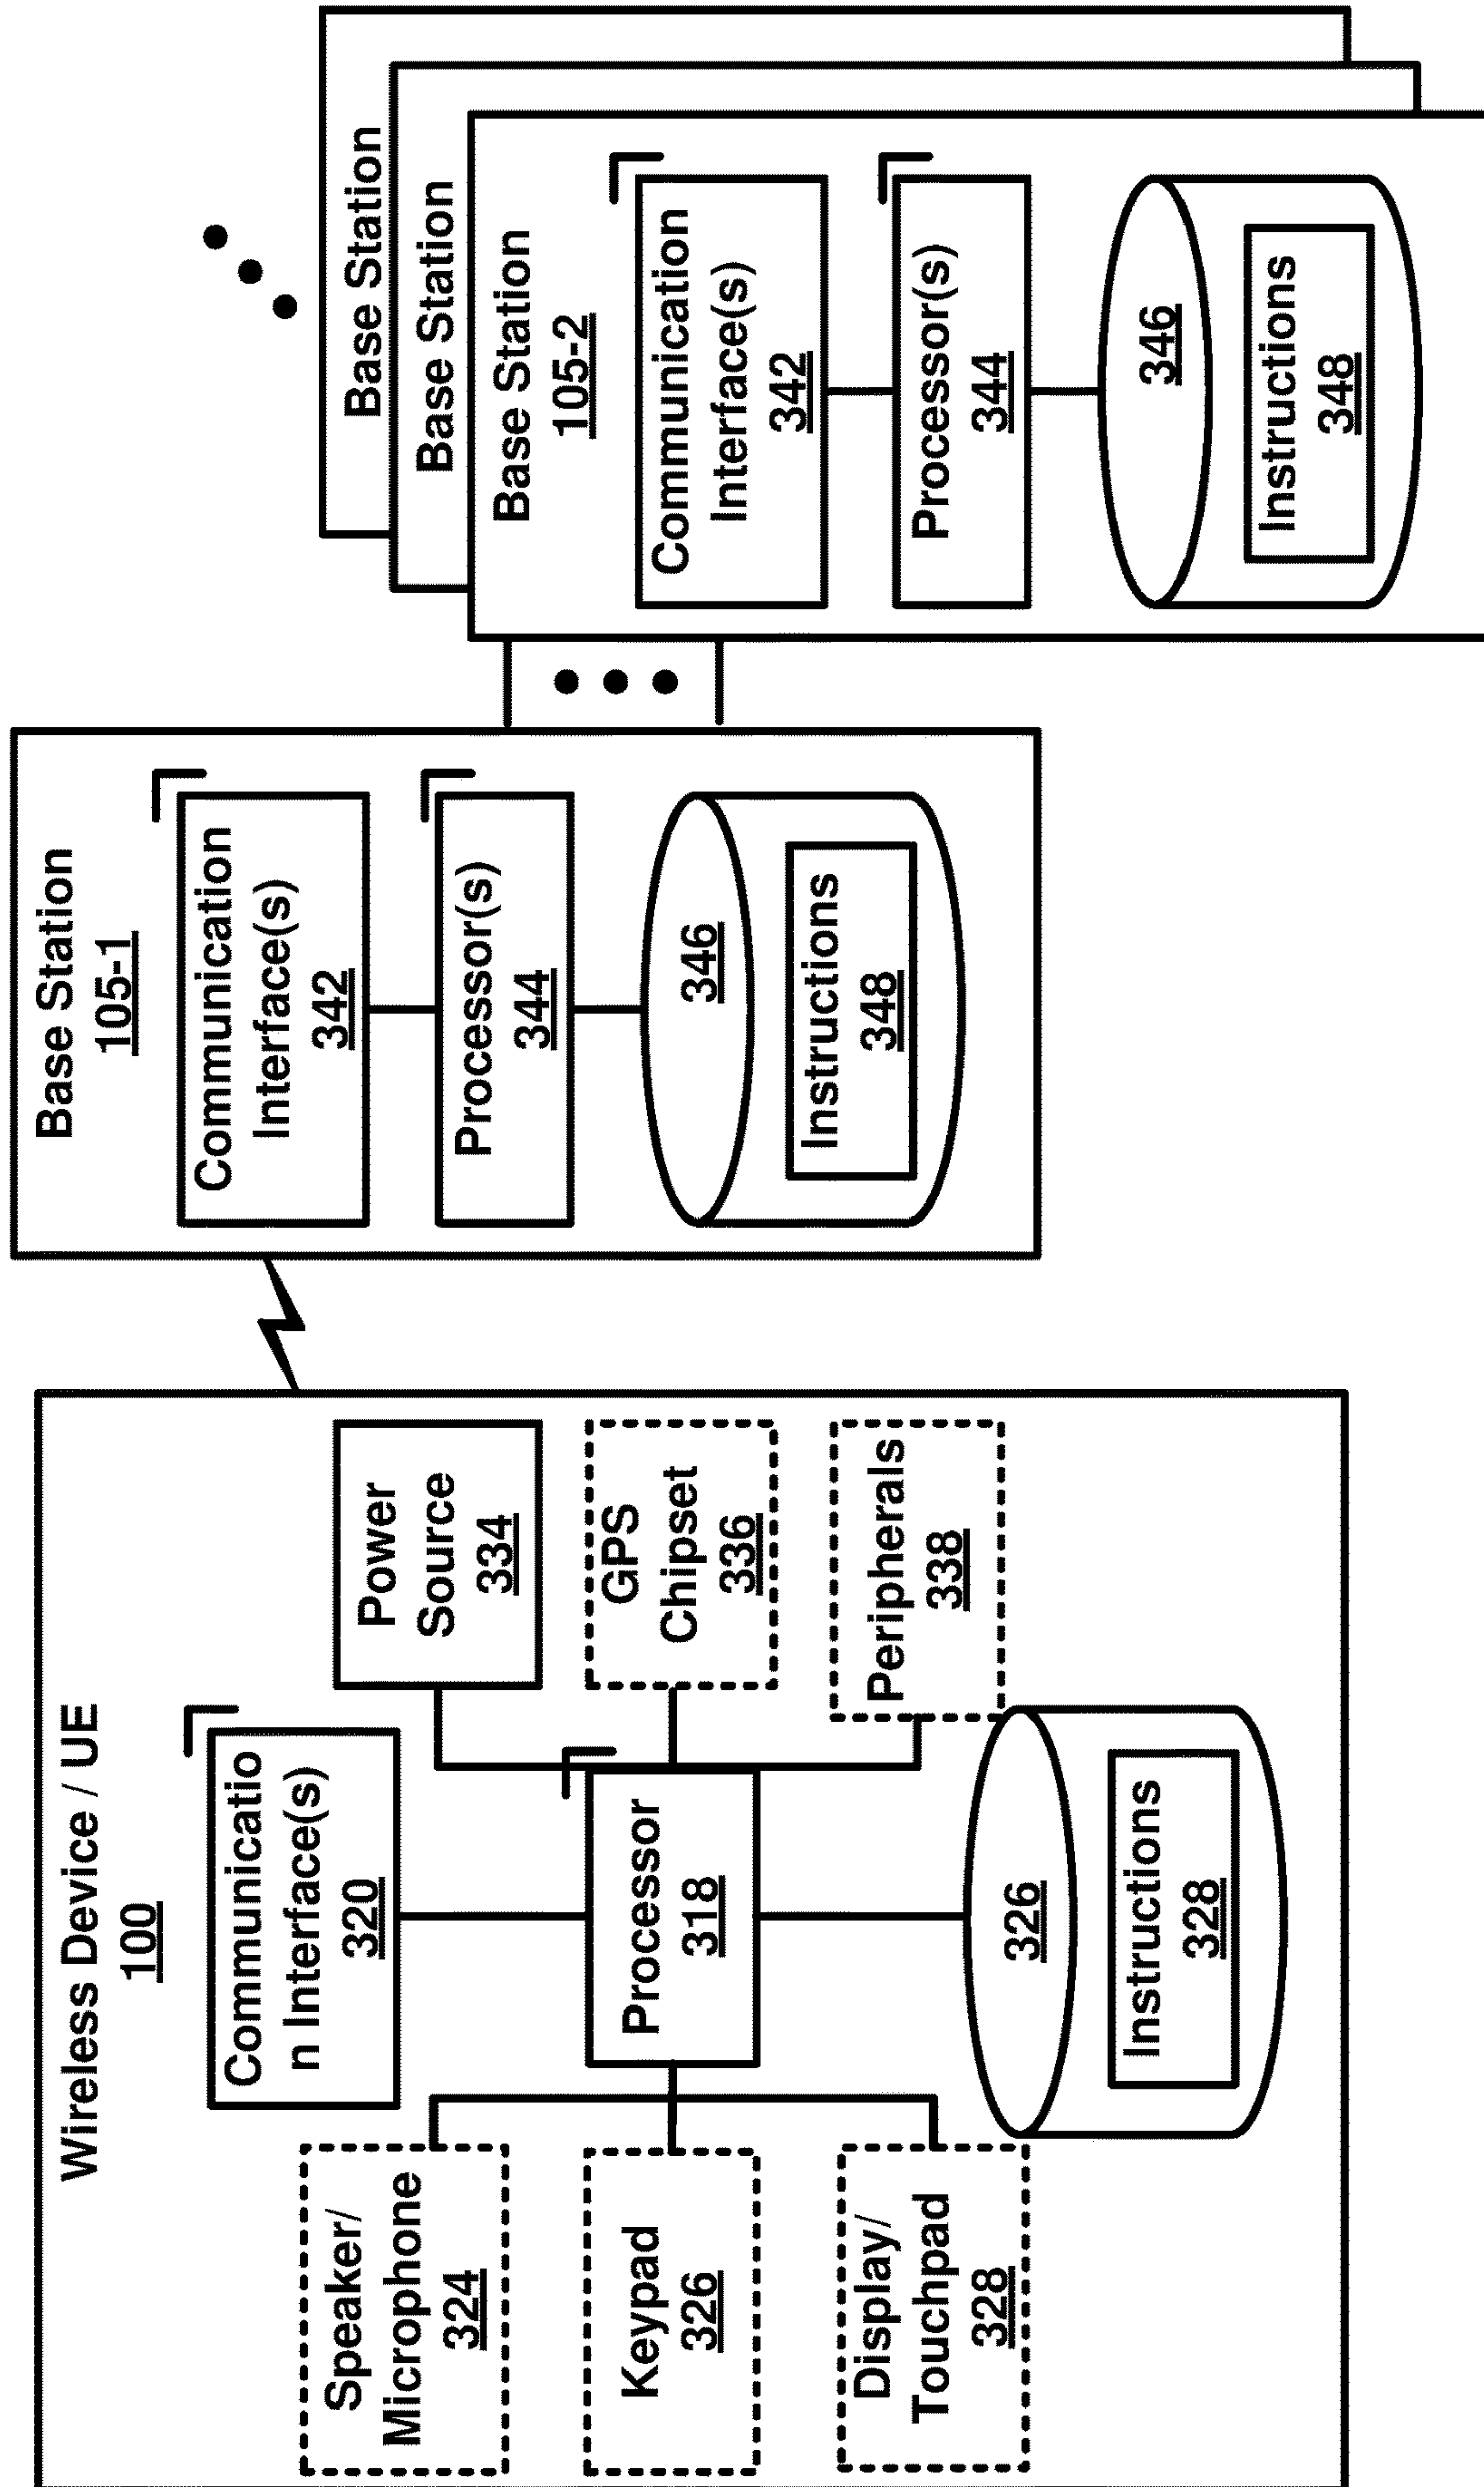 Wireless Device / UE
100
Communicatio
n Interface(s)
320
Speaker/
Microphone
324
Power
Source
334
Keypad
326
Processor
318
GPS
Chipset
336
Display/
Touchpad
328
Peripherals
338
326
Instructions
328
Base Station
105-1
Communication
Interface(s)
342
Processor(s)
344
346
Instructions
348
Base Station
Base Station
Base Station
105-2
Communication
Interface(s)
342
Processor(s)
344
346
Instructions
348